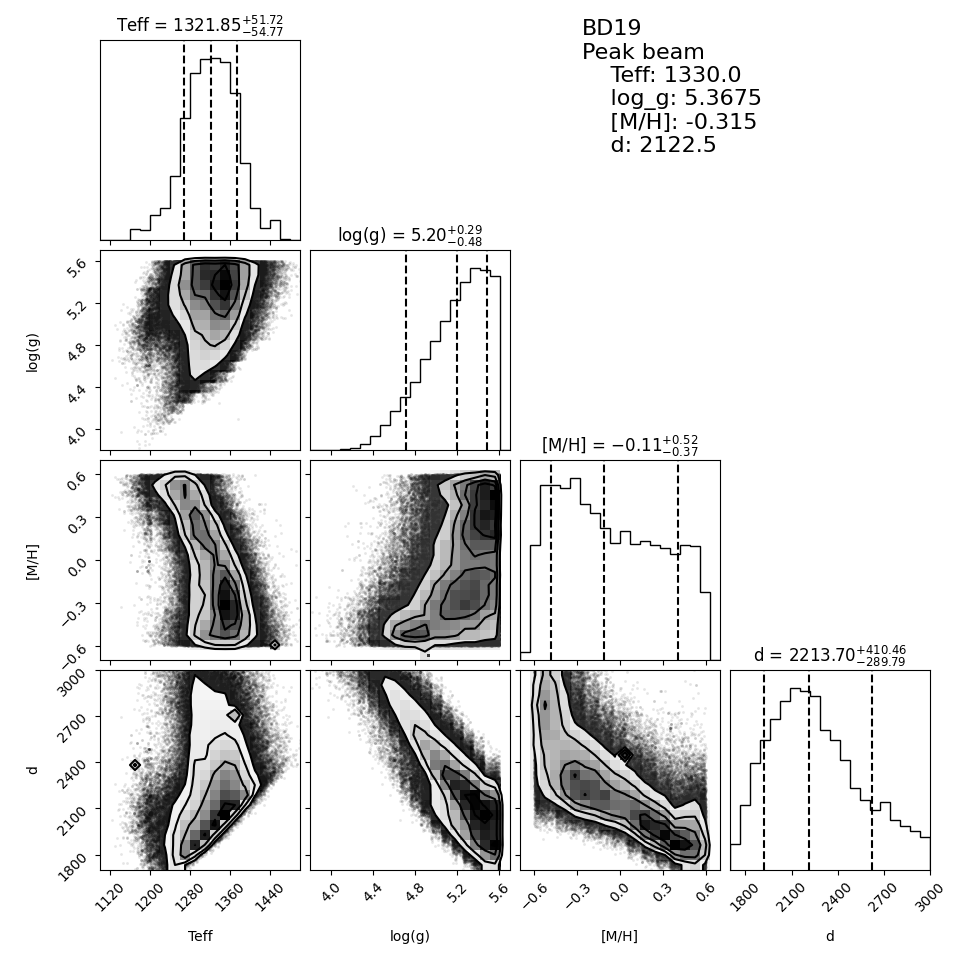 BD19
Peak beam
Teff: 1330.0
log_g: 5.3675
[M/H]: -0.315
d: 2122.5
Teff = 1321.85+51.72−54.77
log(g) = 5.20+0.29−0.48
5.6
5.2
4.8
4.4
4.0
log(g)
[M/H] = −0.11+0.52−0.37
0.6
0.3
0.0
−0.3
−0.6
[M/H]
d = 2213.70+410.46−289.79
3000
2700
2400
2100
1800
d
1120 1200 1280 1360 1440
4.0 4.4 4.8 5.2 5.6
−0.6 −0.3 0.0 0.3 0.6
1800 2100 2400 2700 3000
Teff
log(g)
[M/H]
d